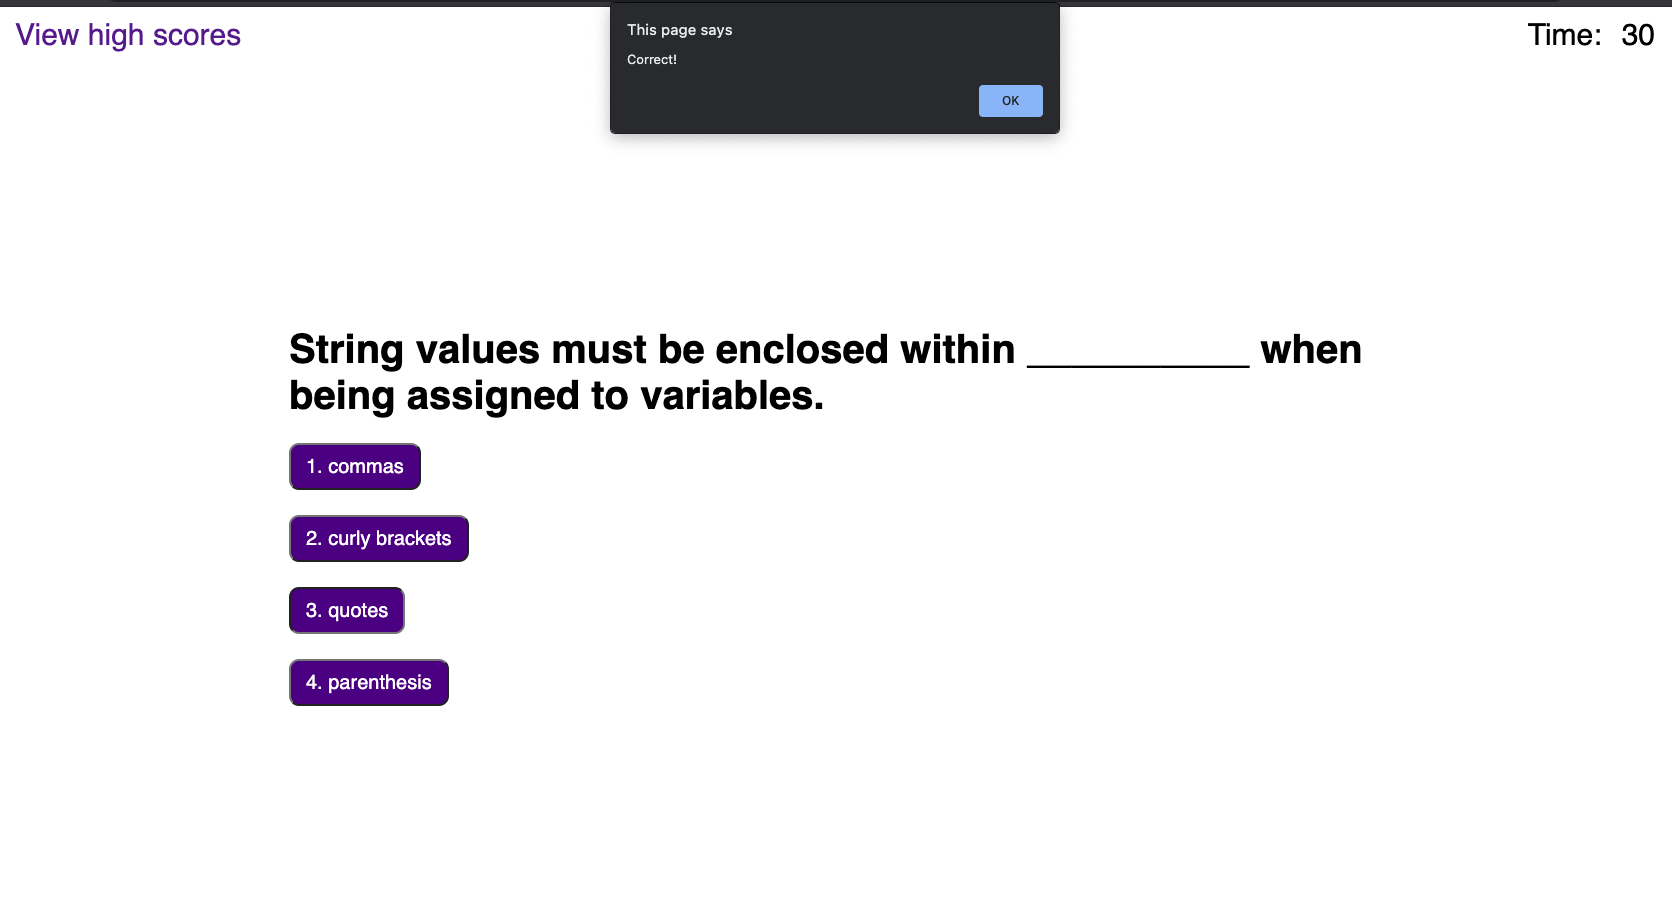 View high scores
This page says
Correct!
OK
Time: 30
String values must be enclosed within ___________ when
being assigned to variables.
1. commas
2. curly brackets
3. quotes
4. parenthesis